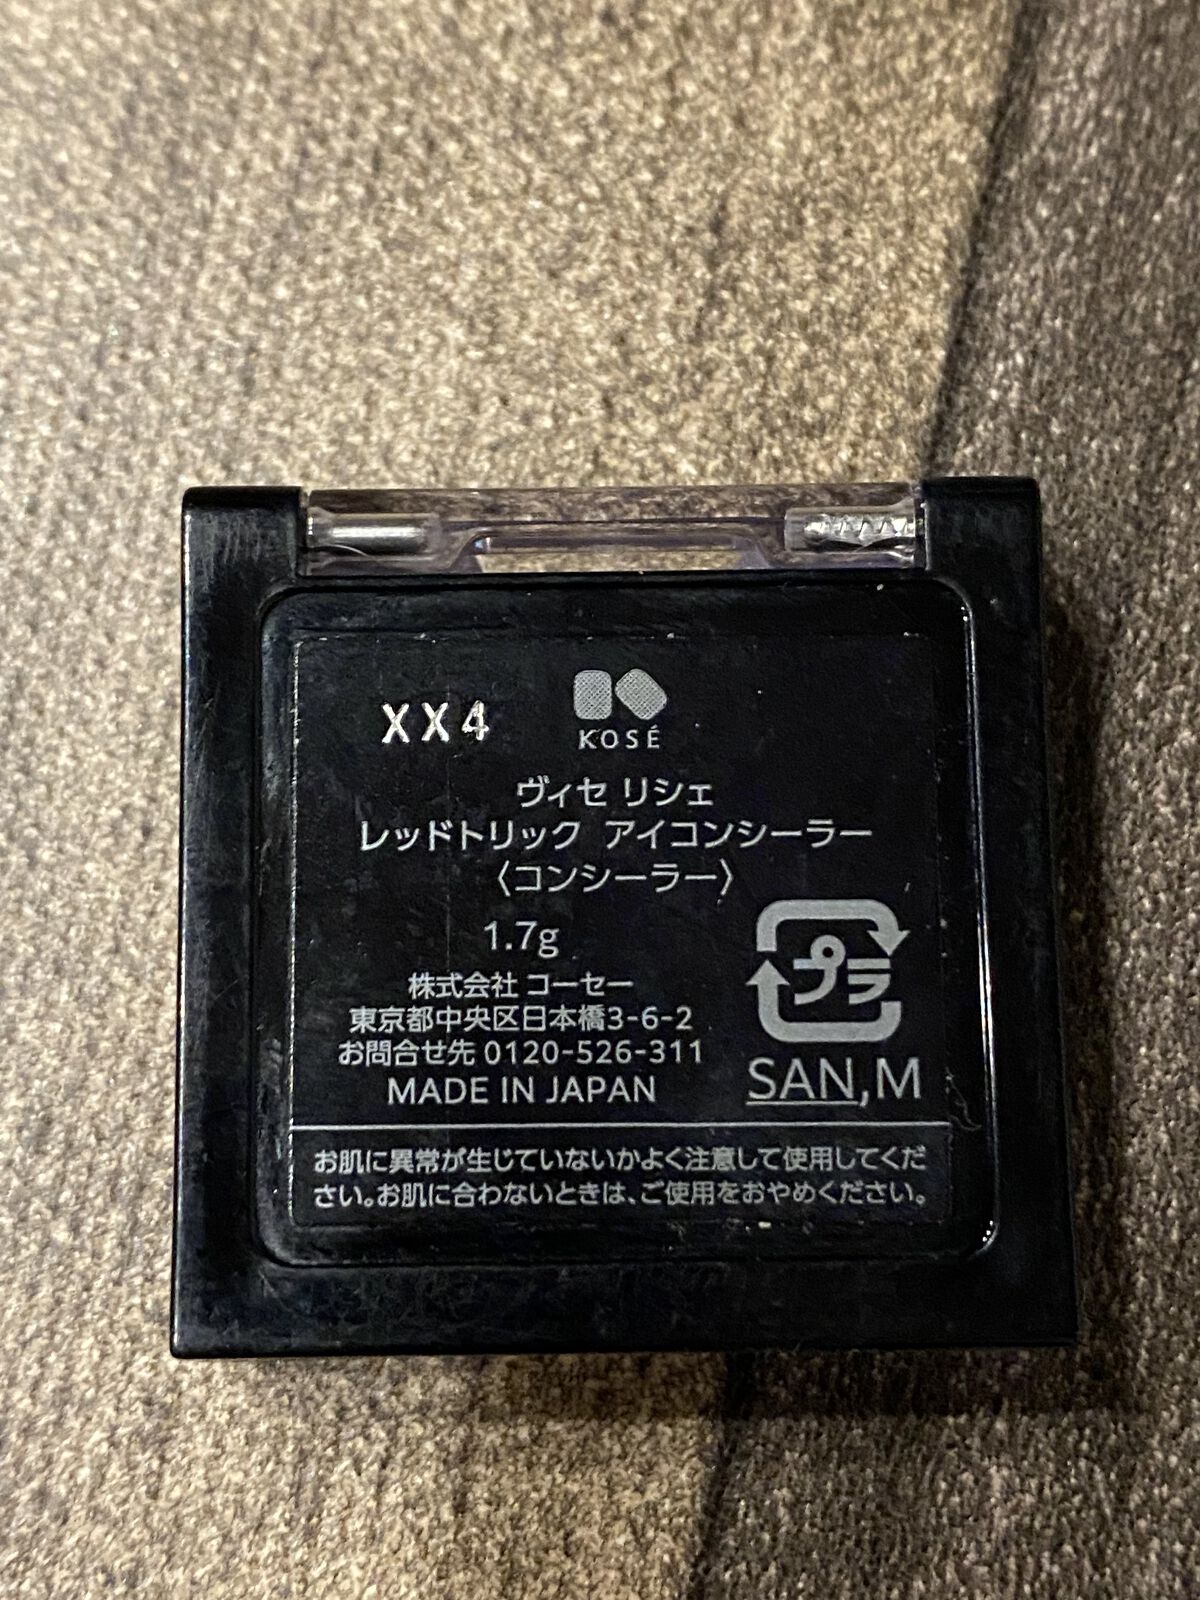 XX4
KOSÉ
ヴィセ リシェ
レッドトリック アイコンシーラー
〈コンシーラー〉
1.7g
株式会社 コーセー
東京都中央区日本橋3-6-2
お問合せ先 0120-526-311
MADE IN JAPAN
プラ
SAN,M
お肌に異常が生じていないかよく注意して使用してくだ
さい。お肌に合わないときは、ご使用をおやめください。